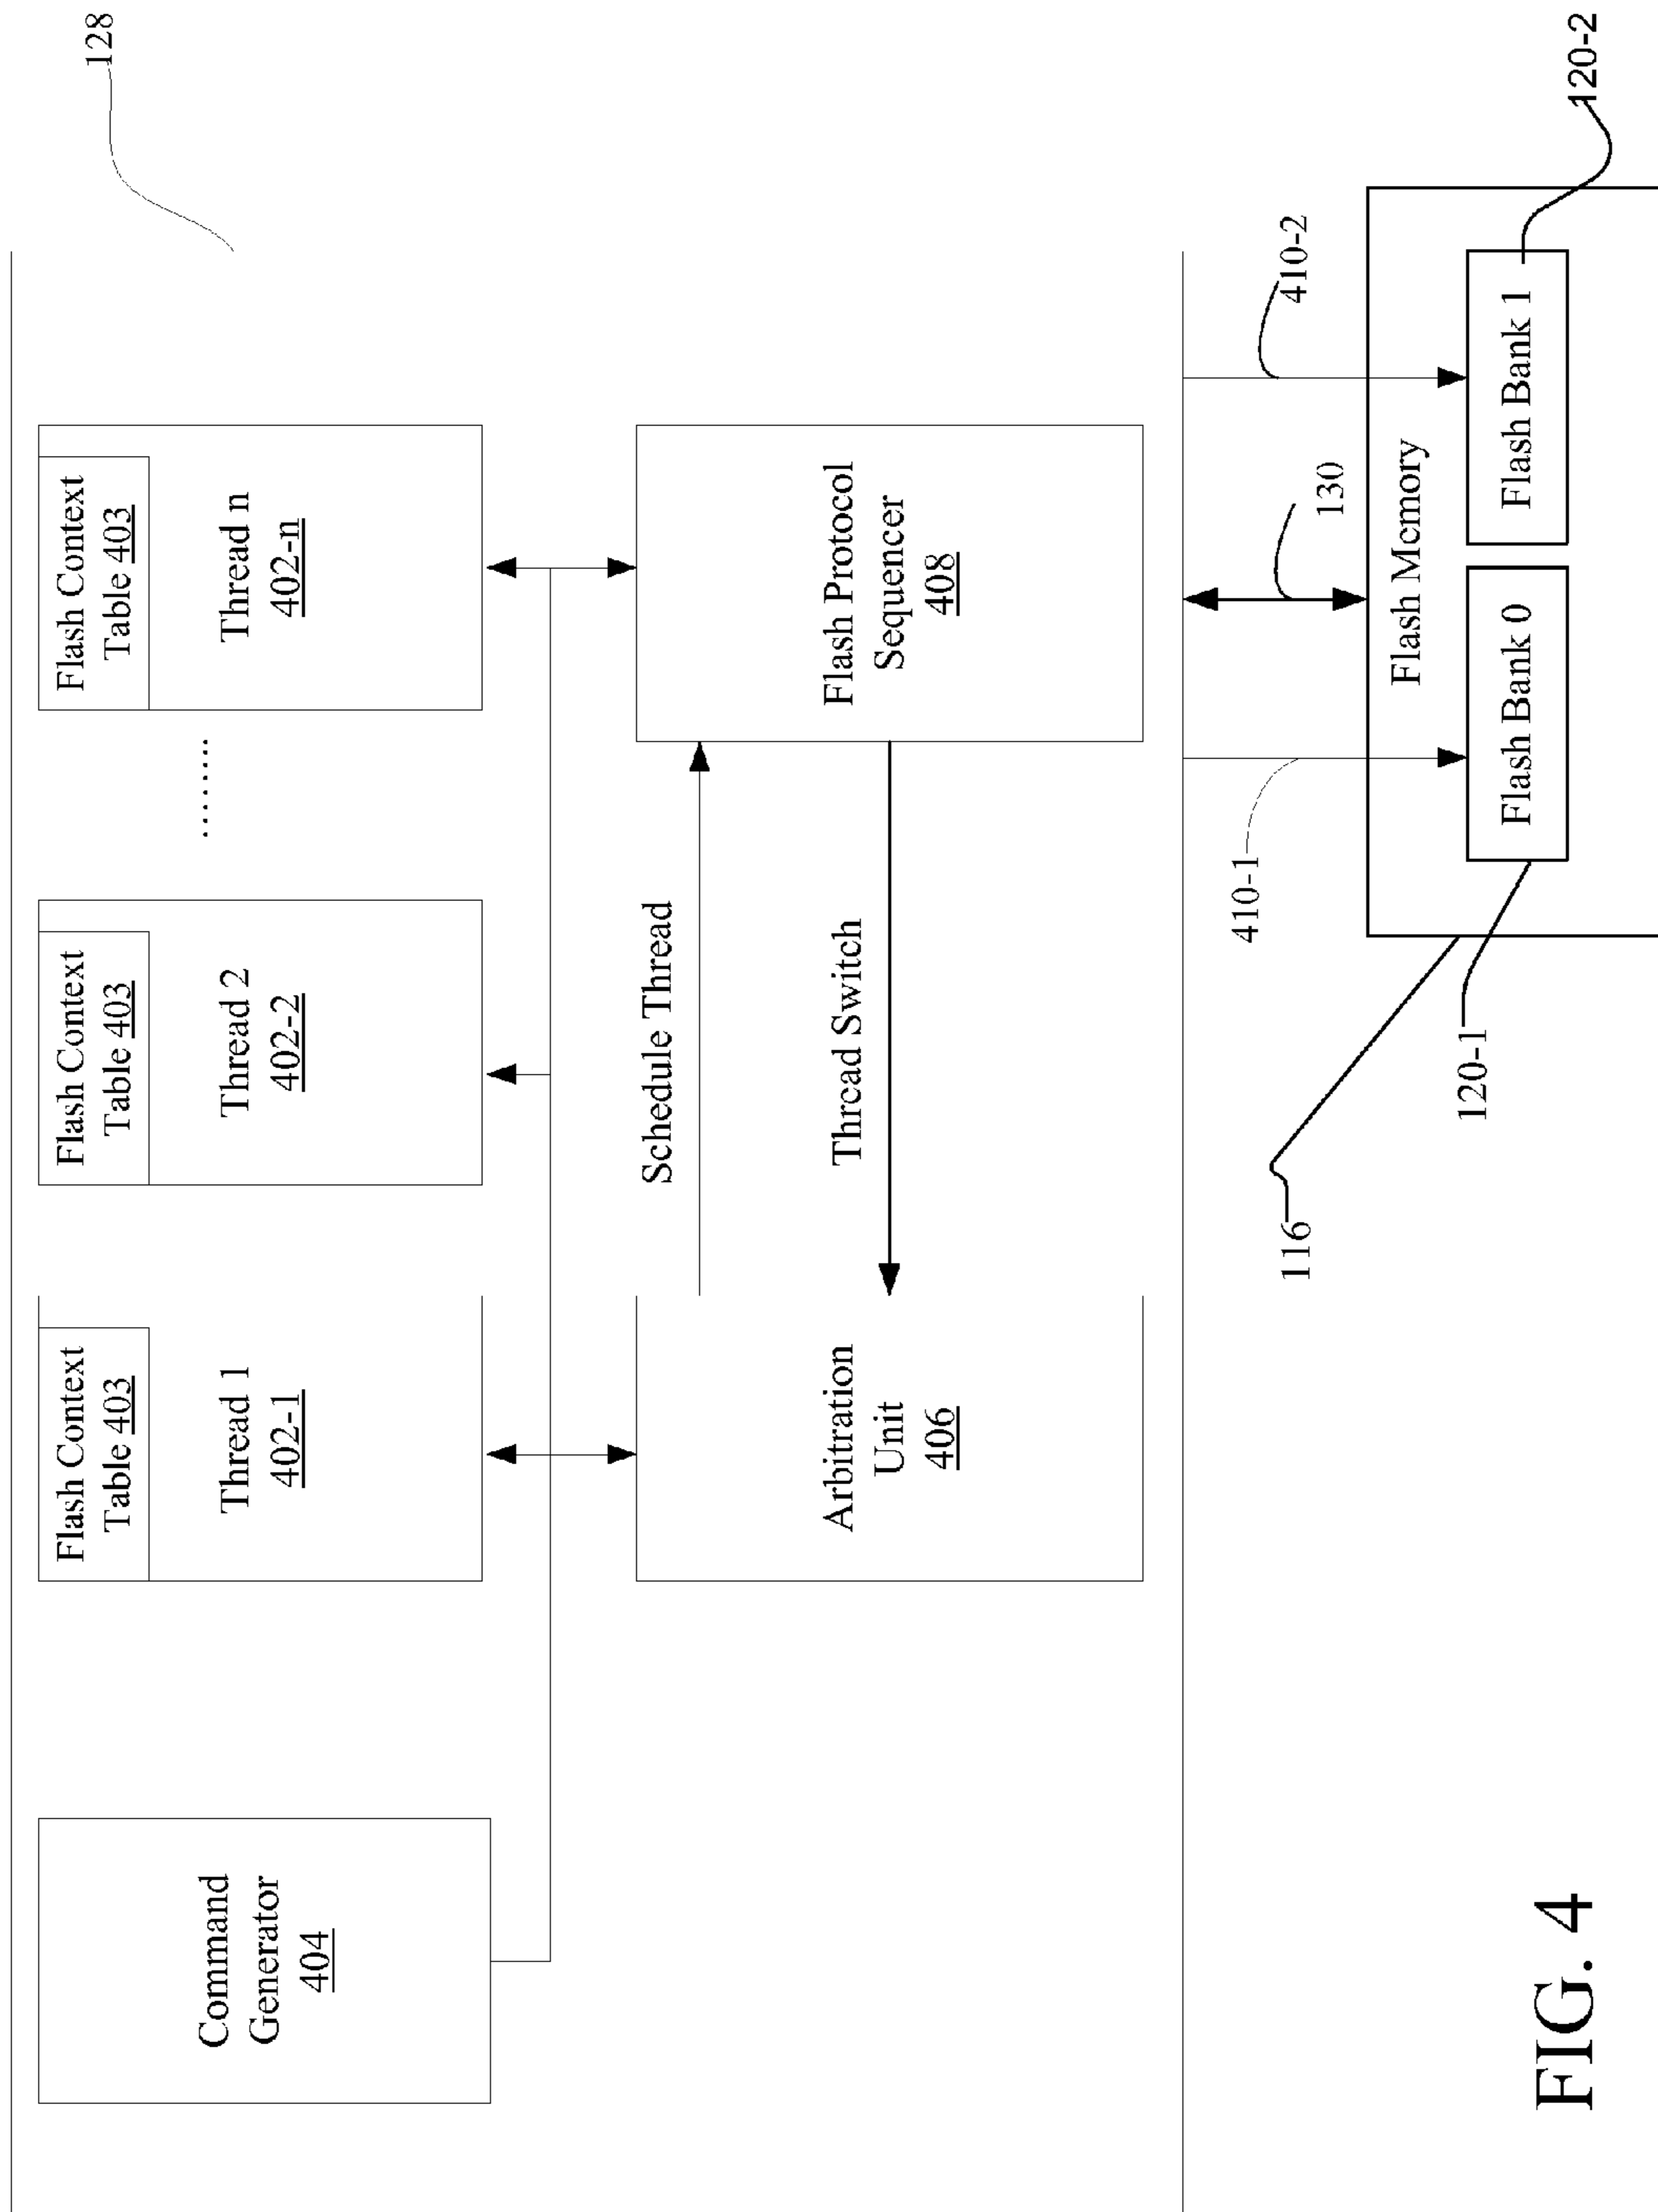 128
Flash Context
Table 403
Thread 1
402-1
Flash Context
Table 403
Thread 2
402-2
........
Flash Context
Table 403
Thread n
402-n
Command
Generator
404
Schedule Thread
Thread Switch
Arbitration
Unit
406
Flash Protocol
Sequencer
408
410-1
130
410-2
116
Flash Memory
120-1
Flash Bank 0
Flash Bank 1
120-2
FIG. 4